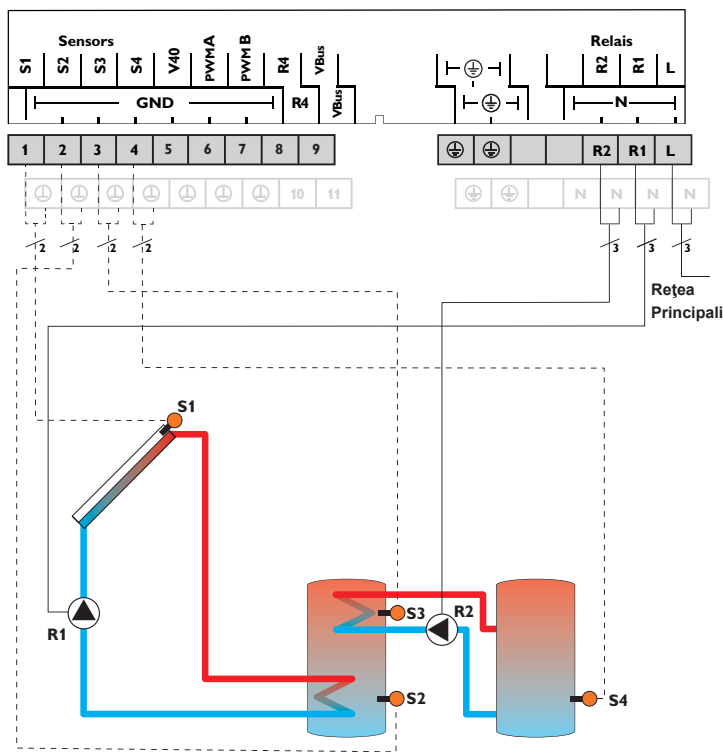 Sensors
Relais
S1 S2 S3 S4 V40 PWM A PWM B R4 VBus
R2 R1 L
GND R4 VBus
N
1 2 3 4 5 6 7 8 9
R2 R1 L
10 11
N N N N
2 2 2 2
3 3 3
Reţea
Principali
S1
S3
R2
R1
S2
S4